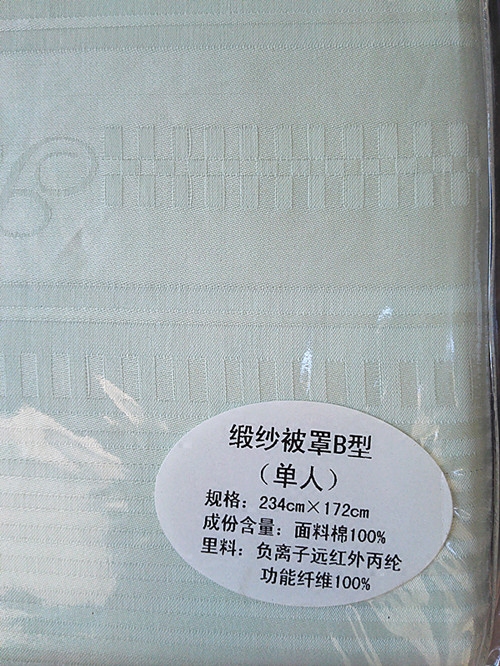 缎纱被罩B型
（单人）
规格：234cm×172cm
成份含量：面料棉100%
里料：负离子远红外丙纶
功能纤维100%